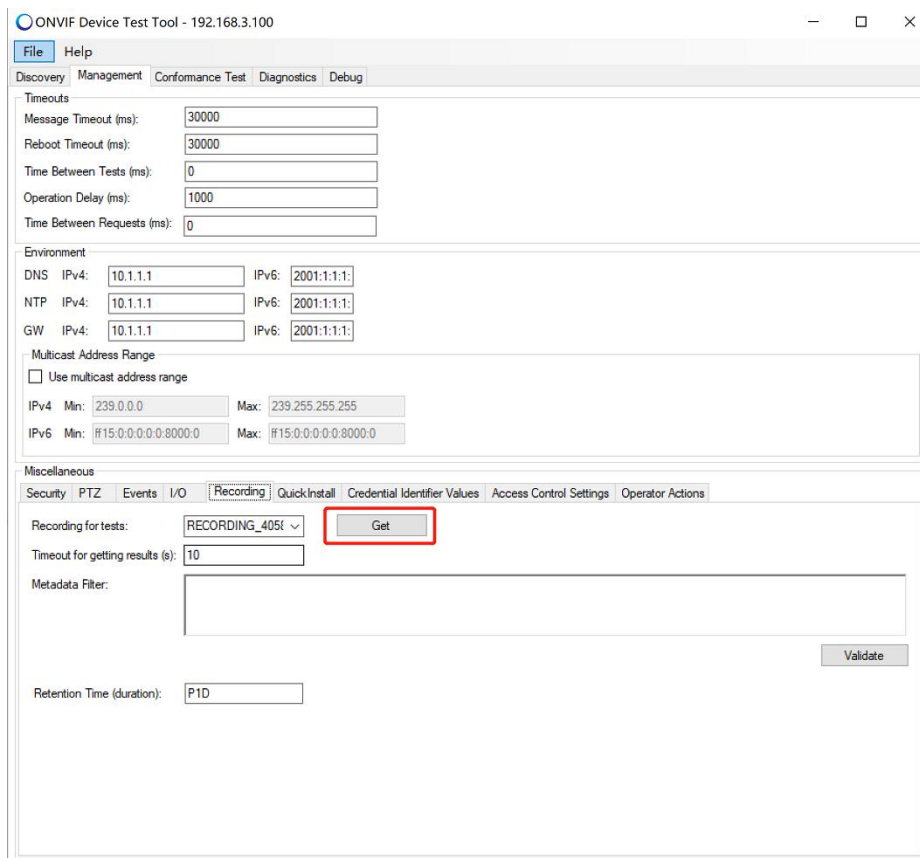 ONVIF Device Test Tool - 192.168.3.100
File Help
Discovery Management Conformance Test Diagnostics Debug
Timeouts
Message Timeout (ms): 30000
Reboot Timeout (ms): 30000
Time Between Tests (ms): 0
Operation Delay (ms): 1000
Time Between Requests (ms): 0
Environment
DNS IPv4: 10.1.1.1 IPv6: 2001:1:1:1:
NTP IPv4: 10.1.1.1 IPv6: 2001:1:1:1:
GW IPv4: 10.1.1.1 IPv6: 2001:1:1:1:
Multicast Address Range
Use multicast address range
IPv4 Min: 239.0.0.0 Max: 239.255.255.255
IPv6 Min: ff15:0:0:0:0:0:8000:0 Max: ff15:0:0:0:0:0:8000:0
Miscellaneous
Security PTZ Events I/O Recording QuickInstall Credential Identifier Values Access Control Settings Operator Actions
Recording for tests: RECORDING_405 Get
Timeout for getting results (s): 10
Metadata Filter:
Validate
Retention Time (duration): P1D